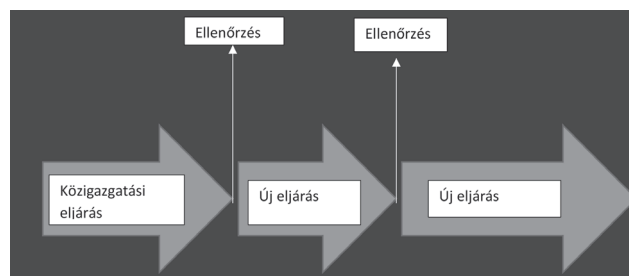 Ellenőrzés
Ellenőrzés
Közigazgatási
eljárás
Új eljárás
Új eljárás